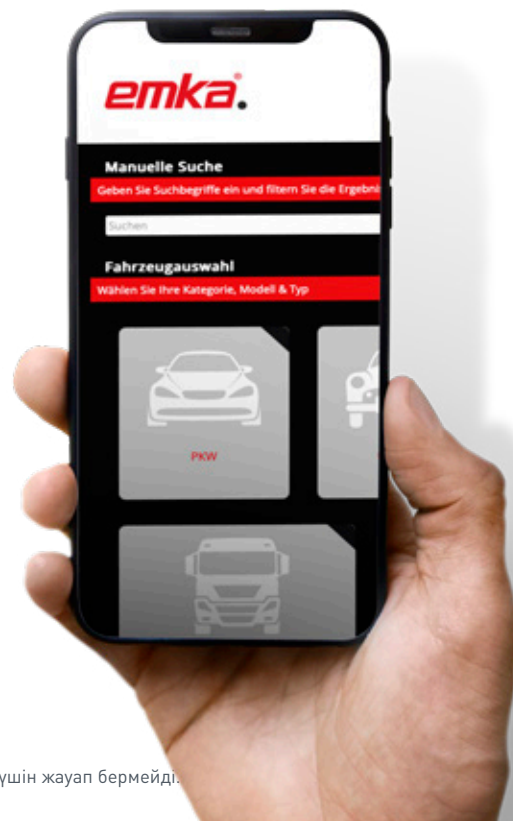 emka®.
Manuelle Suche
Geben Sie Suchbegriffe ein und filtern Sie die
Suchen
Fahrzeugauswahl
Wählen Sie Ihre Kategorie, Modell & Typ
PKW
үшін жауап бермейді.